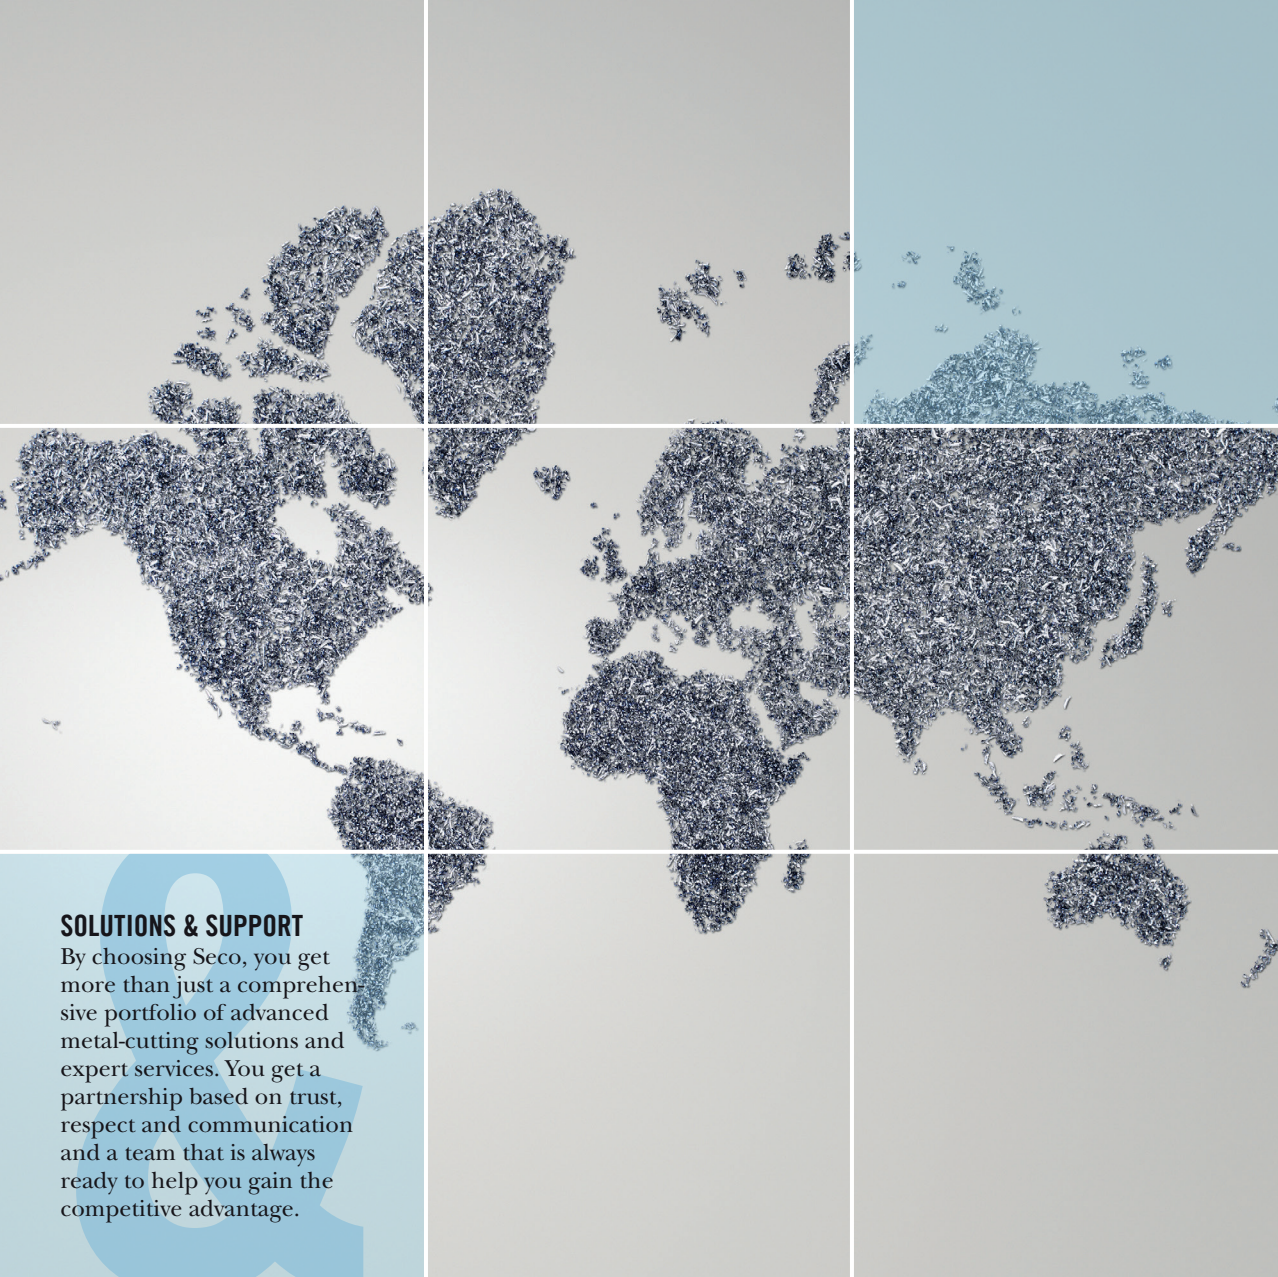 SOLUTIONS & SUPPORT
By choosing Seco, you get
more than just a comprehen-
sive portfolio of advanced
metal-cutting solutions and
expert services. You get a
partnership based on trust,
respect and communication
and a team that is always
ready to help you gain the
competitive advantage.
&